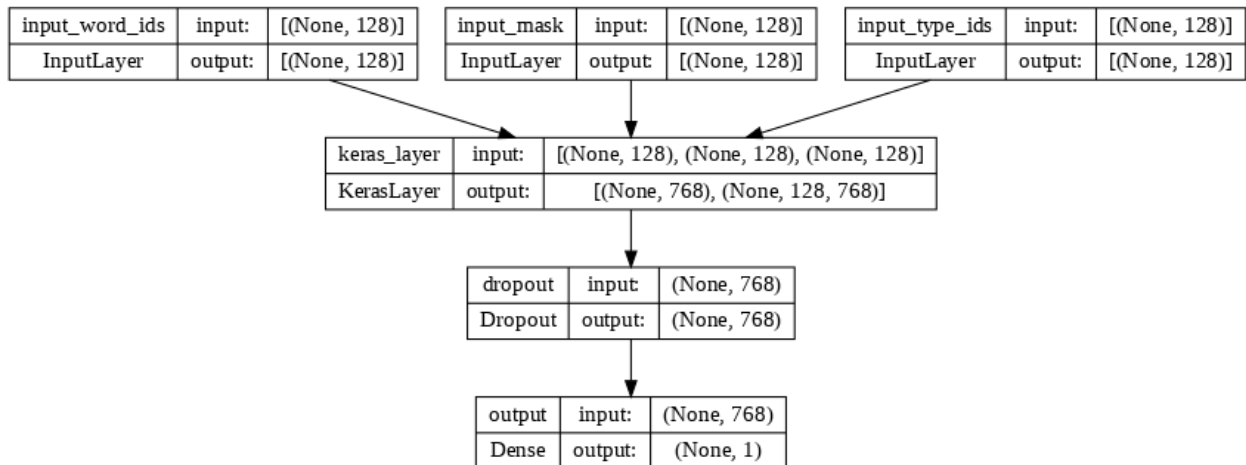 input_word_ids input: [(None, 128)] input_mask input: [(None, 128)] input_type_ids input: [(None, 128)]
InputLayer output: [(None, 128)] InputLayer output: [(None, 128)] InputLayer output: [(None, 128)]
keras_layer input: [(None, 128), (None, 128), (None, 128)]
KerasLayer output: [(None, 768), (None, 128, 768)]
dropout input: (None, 768)
Dropout output: (None, 768)
output input: (None, 768)
Dense output: (None, 1)